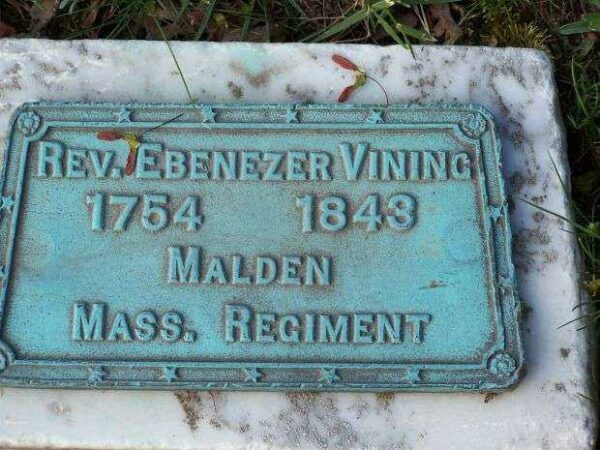 REV. EBENEZER VINING
1754 1843
MALDEN
MASS. REGIMENT